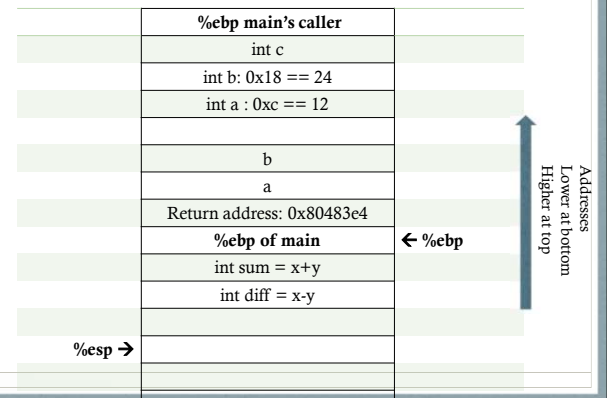 %ebp main's caller
int c
int b: 0x18 == 24
int a : 0xc == 12
b
a
Return address: 0x80483e4
%ebp of main
← %ebp
int sum = x+y
int diff = x-y
%esp →
Addresses
Lower at bottom
Higher at top